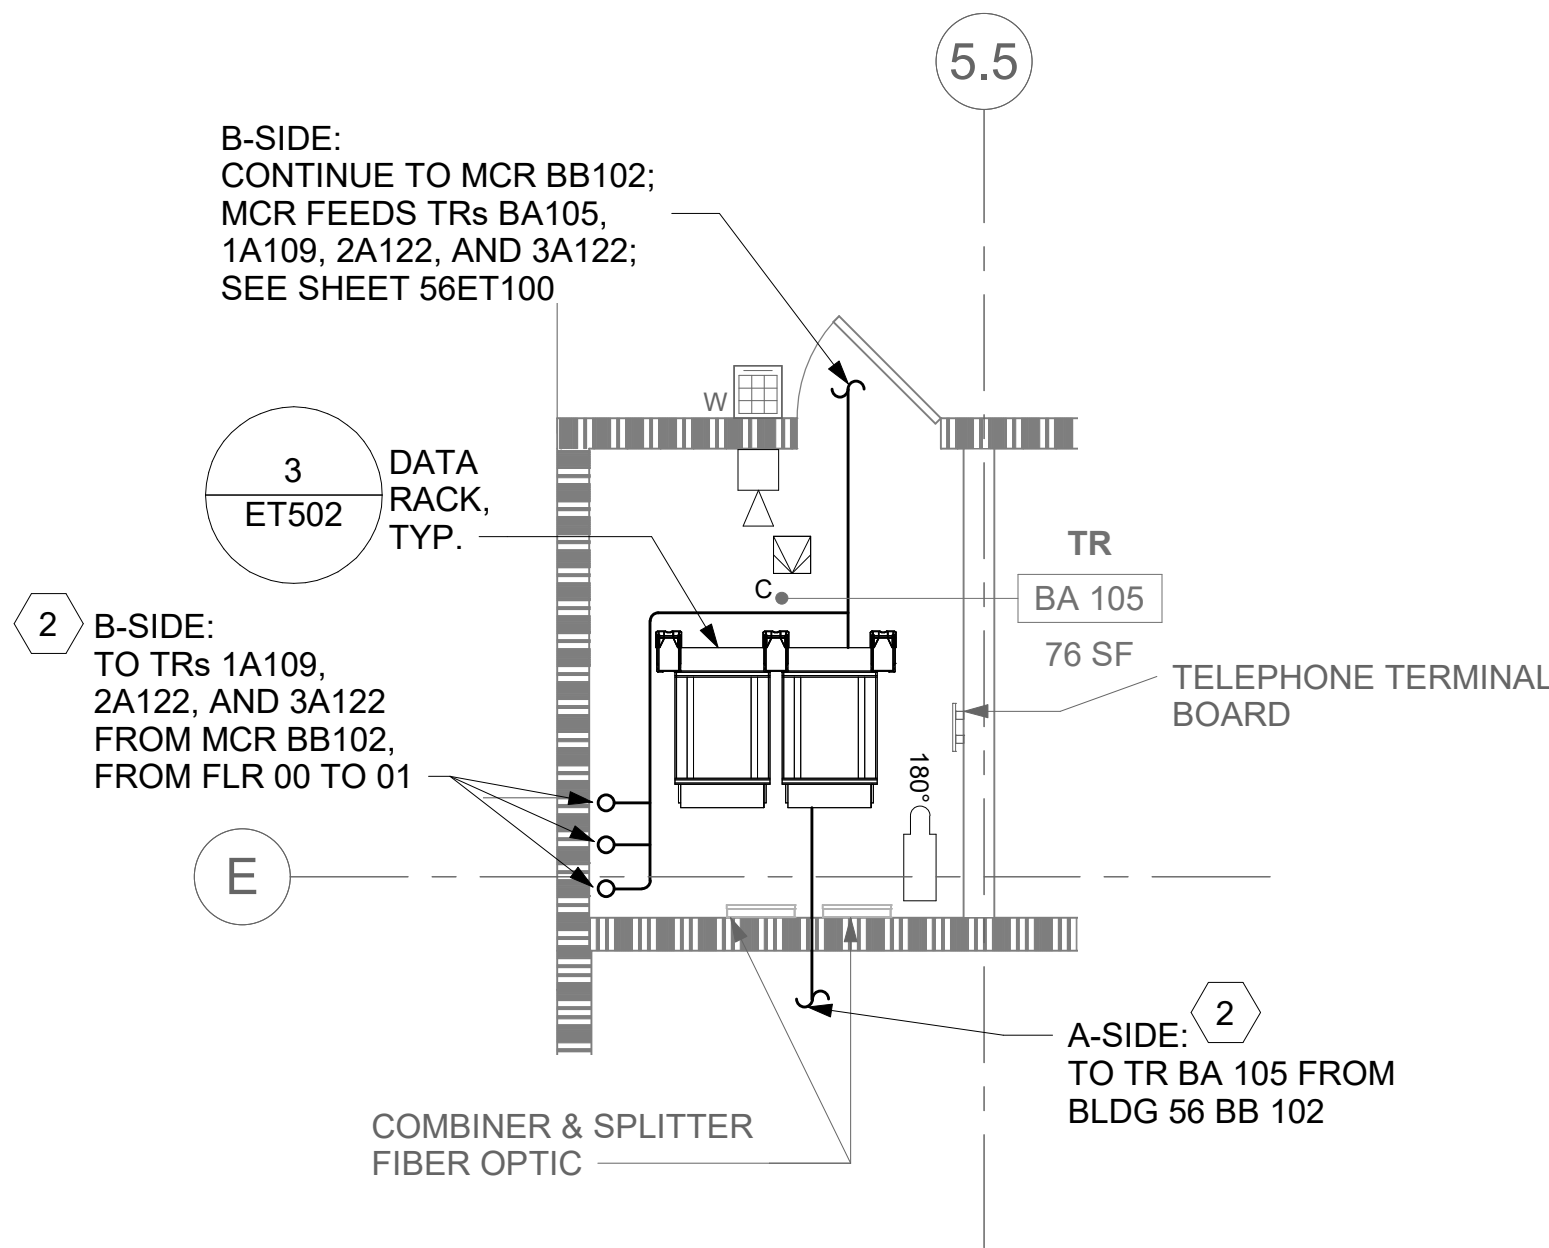 5.5
B-SIDE:
CONTINUE TO MCR BB102;
MCR FEEDS TRs BA105,
1A109, 2A122, AND 3A122;
SEE SHEET 56ET100
W
3
ET502
DATA
RACK,
TYP.
TR
BA 105
76 SF
C
2
B-SIDE:
TO TRs 1A109,
2A122, AND 3A122
FROM MCR BB102,
FROM FLR 00 TO 01
TELEPHONE TERMINAL
BOARD
180°
E
2
A-SIDE:
TO TR BA 105 FROM
BLDG 56 BB 102
COMBINER & SPLITTER
FIBER OPTIC